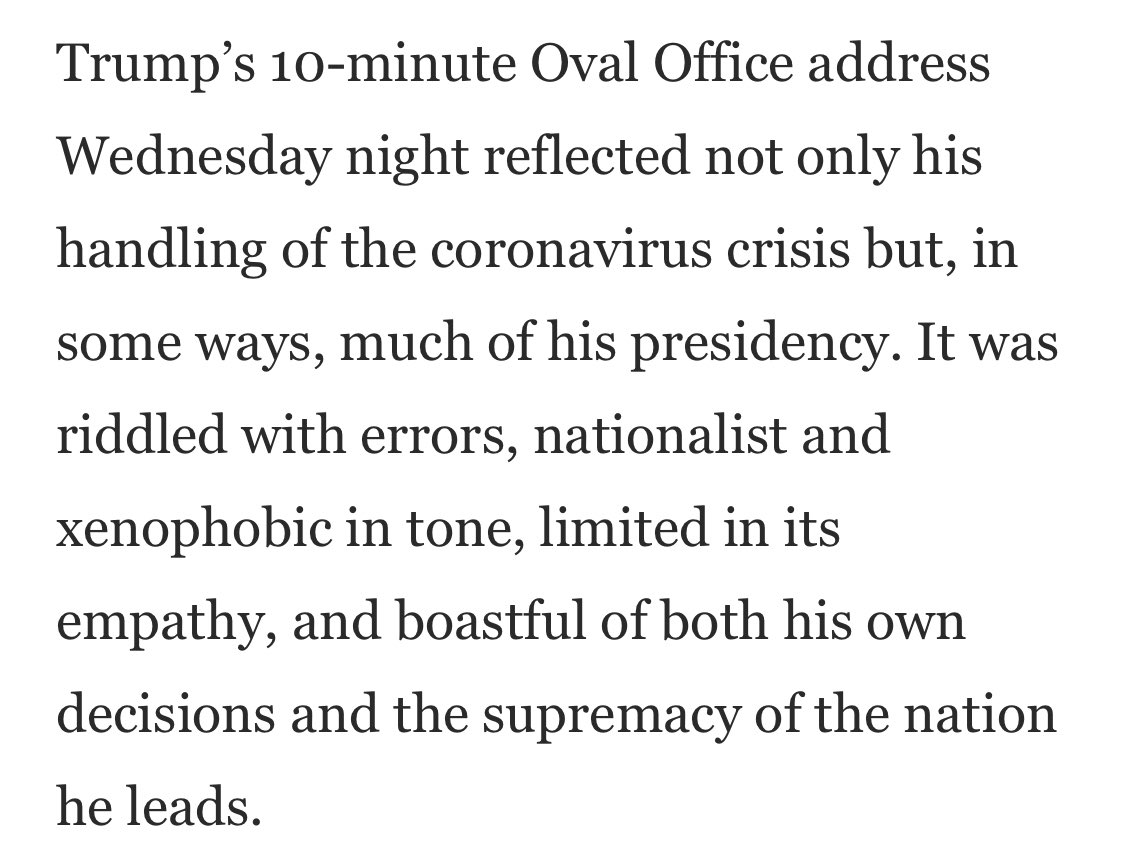 Trump’s 10-minute Oval Office address
Wednesday night reflected not only his
handling of the coronavirus crisis but, in
some ways, much of his presidency. It was
riddled with errors, nationalist and
xenophobic in tone, limited in its
empathy, and boastful of both his own
decisions and the supremacy of the nation
he leads.